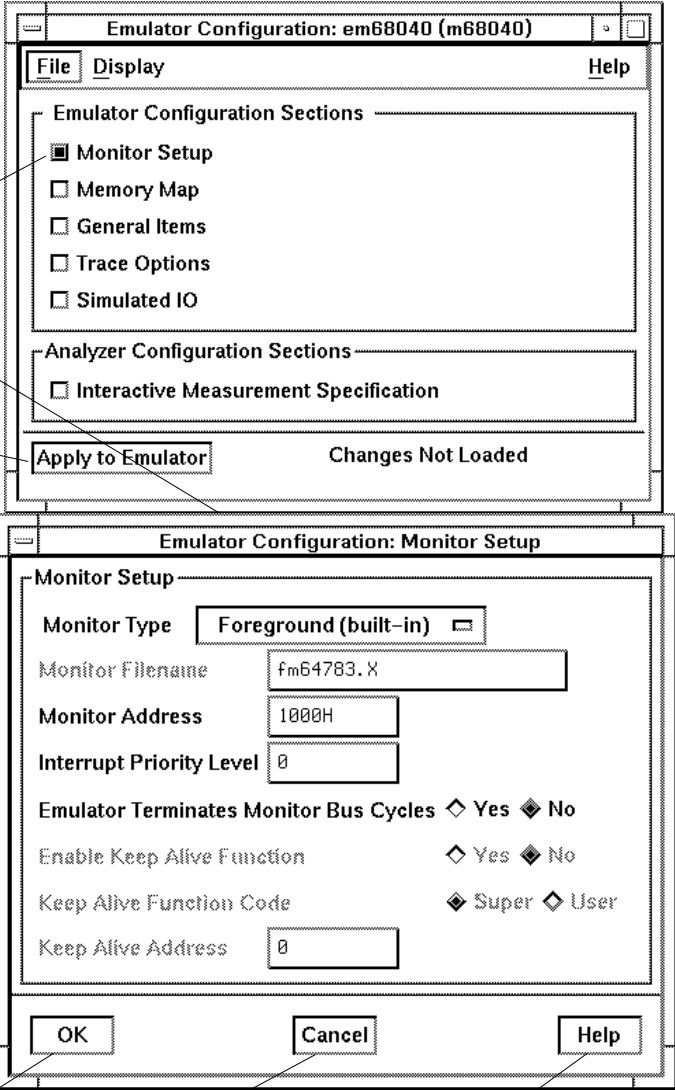 Emulator Configuration: em68040 (m68040)
File Display Help
Emulator Configuration Sections
Monitor Setup
Memory Map
General Items
Trace Options
Simulated IO
Analyzer Configuration Sections
Interactive Measurement Specification
Apply to Emulator Changes Not Loaded
Emulator Configuration: Monitor Setup
Monitor Setup
Monitor Type Foreground (built-in)
Monitor Filename fm64783.X
Monitor Address 1000H
Interrupt Priority Level 0
Emulator Terminates Monitor Bus Cycles Yes No
Enable Keep Alive Function Yes No
Keep Alive Function Code Super User
Keep Alive Address 0
OK Cancel Help